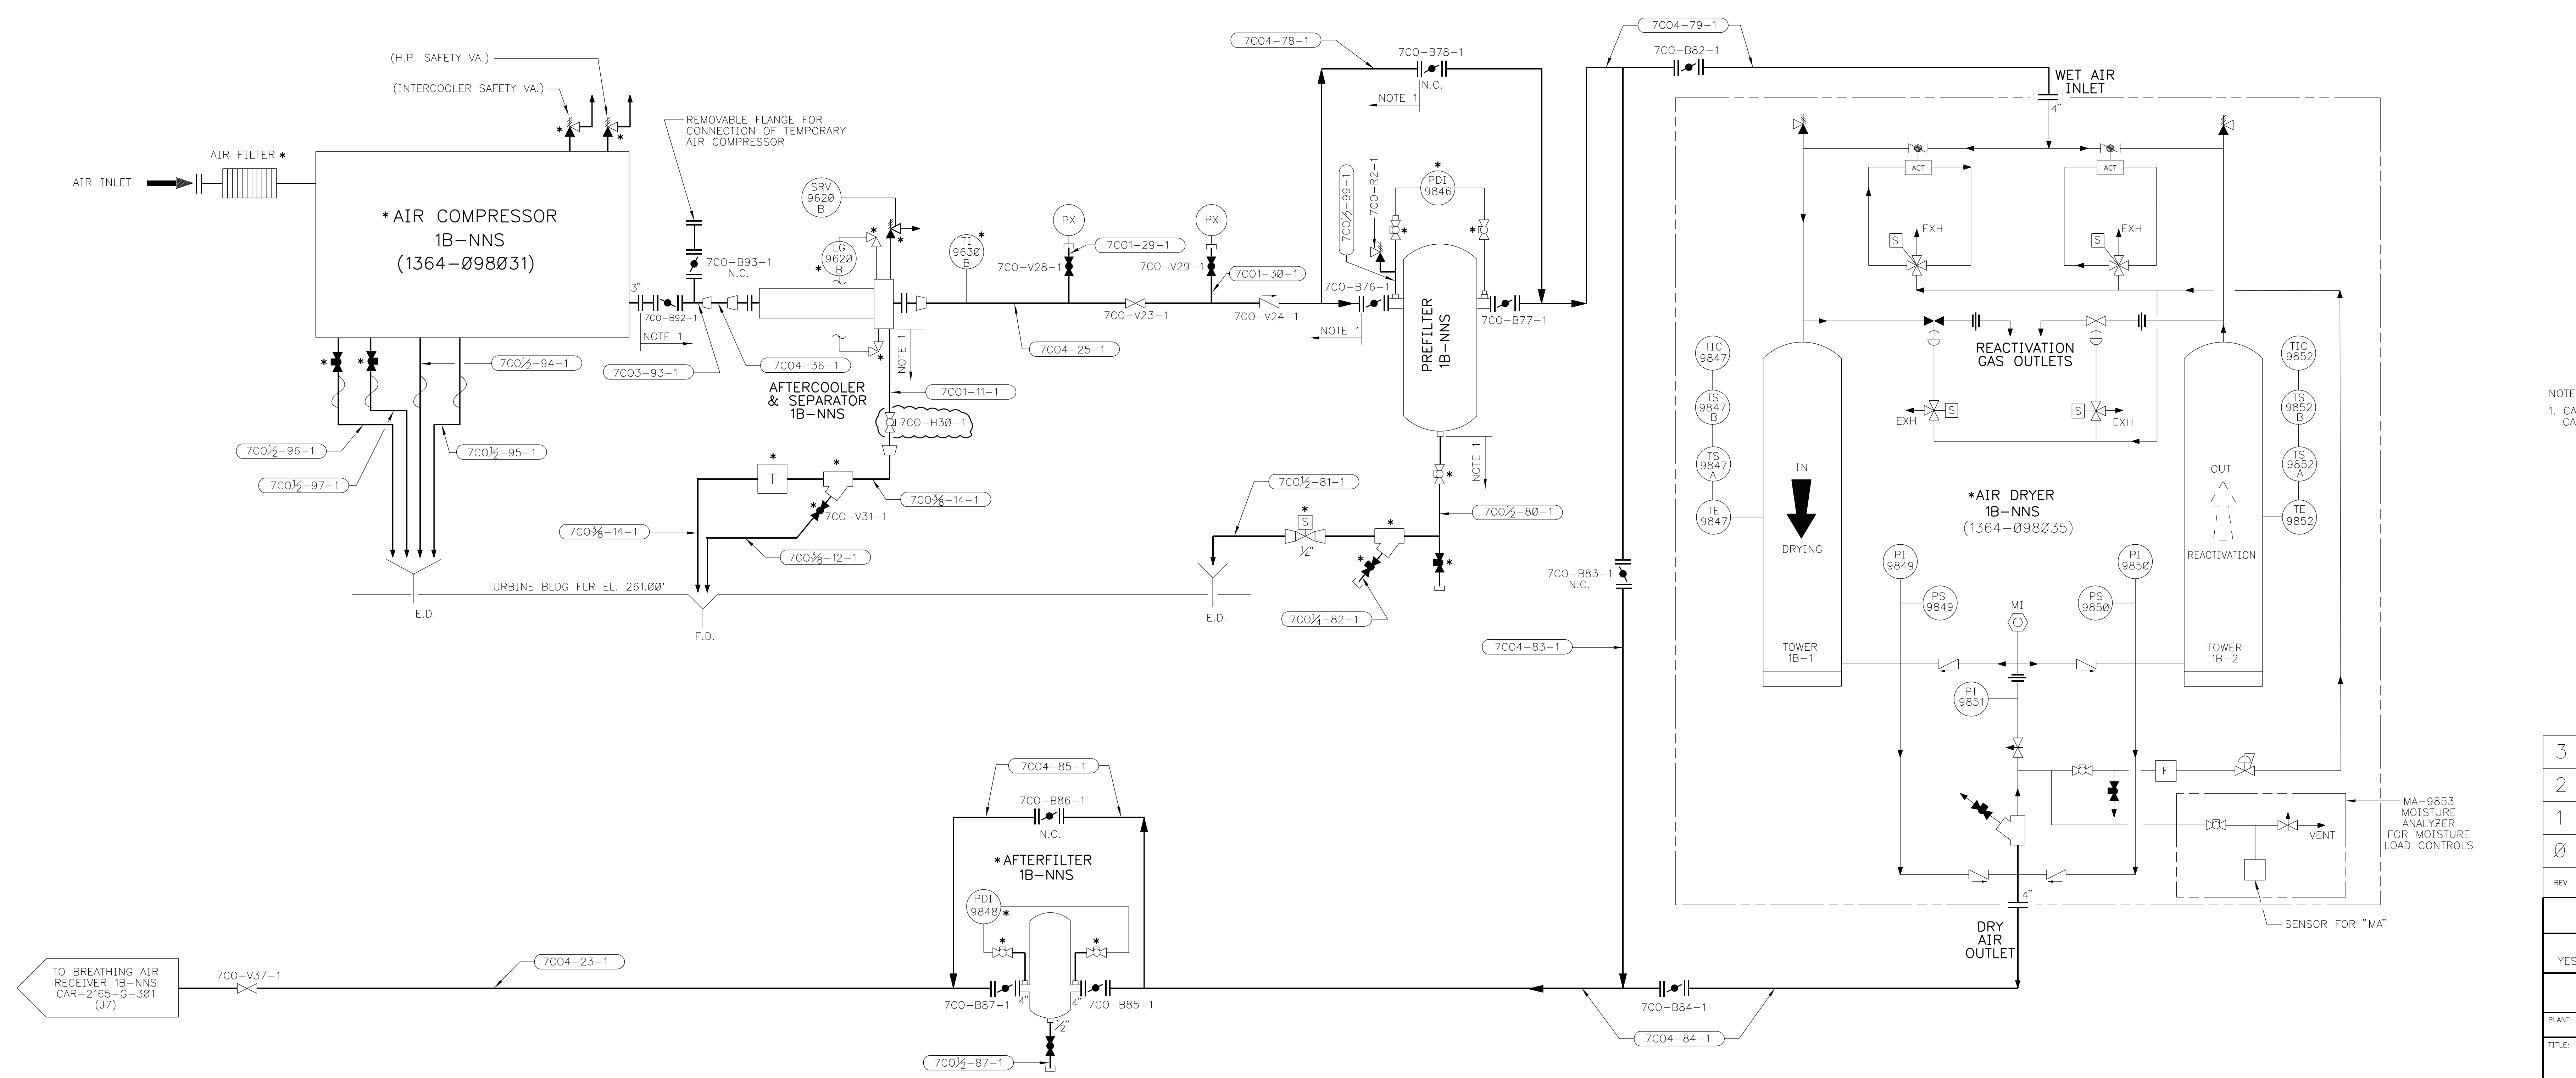 (H.P. SAFETY VA.)
(INTERCOOLER SAFETY VA.)
AIR FILTER *
AIR INLET
* AIR COMPRESSOR
1B-NNS
(1364-Ø98Ø31)
*
*
*
*
REMOVABLE FLANGE FOR
CONNECTION OF TEMPORARY
AIR COMPRESSOR
7CO-B93-1
N.C.
3"
7CO-B92-1
NOTE 1
7CO3-93-1
7CO4-36-1
SRV
9620
B
LG
9620
B
*
*
*
*
TI
9630
B
*
PX
7CO1-29-1
7CO-V28-1
PX
7CO-V29-1
7CO1-3Ø-1
7CO-V23-1
7CO-V24-1
7CO4-25-1
AFTERCOOLER
& SEPARATOR
1B-NNS
NOTE 1
7CO1-11-1
7CO-H3Ø-1
7CO½-94-1
7CO½-96-1
7CO½-95-1
7CO½-97-1
T
*
*
*
7CO-V31-1
7CO⅜-14-1
7CO⅜-14-1
7CO⅜-12-1
TURBINE BLDG FLR EL. 261.ØØ'
E.D.
F.D.
E.D.
7CO4-78-1
7CO-B78-1
N.C.
NOTE 1
7CO½-99-1
7CO-R2-1
*
PDI
9846
*
*
7CO-B76-1
NOTE 1
PREFILTER
1B-NNS
7CO-B77-1
NOTE 1
*
7CO½-81-1
7CO½-8Ø-1
*
S
¼"
*
*
*
7CO¼-82-1
7CO4-79-1
7CO-B82-1
WET AIR
INLET
4"
7CO-B83-1
N.C.
7CO4-83-1
ACT
ACT
EXH
S
EXH
S
REACTIVATION
GAS OUTLETS
EXH
S
S
EXH
TIC
9847
TS
9847
B
TS
9847
A
TE
9847
TIC
9852
TS
9852
B
TS
9852
A
TE
9852
IN
DRYING
OUT
REACTIVATION
*AIR DRYER
1B-NNS
(1364-Ø98Ø35)
PI
9849
PS
9849
MI
PI
985Ø
PS
985Ø
TOWER
1B-1
TOWER
1B-2
PI
9851
F
VENT
MA-9853
MOISTURE
ANALYZER
FOR MOISTURE
LOAD CONTROLS
SENSOR FOR "MA"
4"
DRY
AIR
OUTLET
7CO4-85-1
7CO-B86-1
N.C.
* AFTERFILTER
1B-NNS
PDI
9848
*
*
*
7CO-B87-1
4"
4"
7CO-B85-1
½"
7CO½-87-1
7CO-B84-1
7CO4-84-1
TO BREATHING AIR
RECEIVER 1B-NNS
CAR-2165-G-3Ø1
(J7)
7CO-V37-1
7CO4-23-1
NOTE
1. CA
CA
3
2
1
Ø
REV
YES
PLANT:
TITLE: